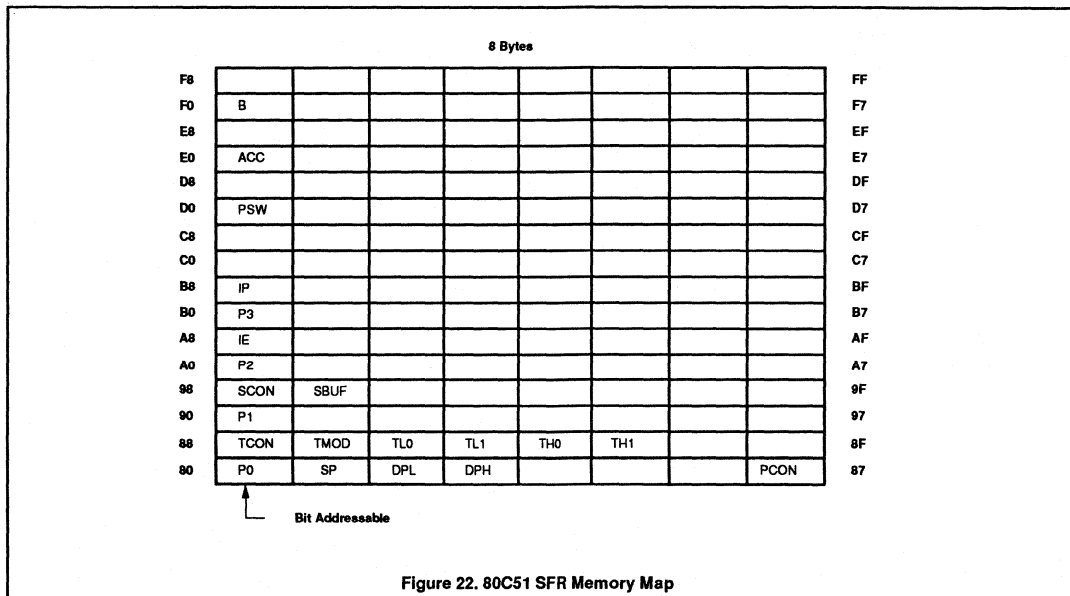 8 Bytes
F8 FF
F0 B F7
E8 EF
E0 ACC E7
D8 DF
D0 PSW D7
C8 CF
C0 C7
B8 IP BF
B0 P3 B7
A8 IE AF
A0 P2 A7
98 SCON SBUF 9F
90 P1 97
88 TCON TMOD TL0 TL1 TH0 TH1 8F
80 P0 SP DPL DPH PCON 87
Bit Addressable
Figure 22. 80C51 SFR Memory Map